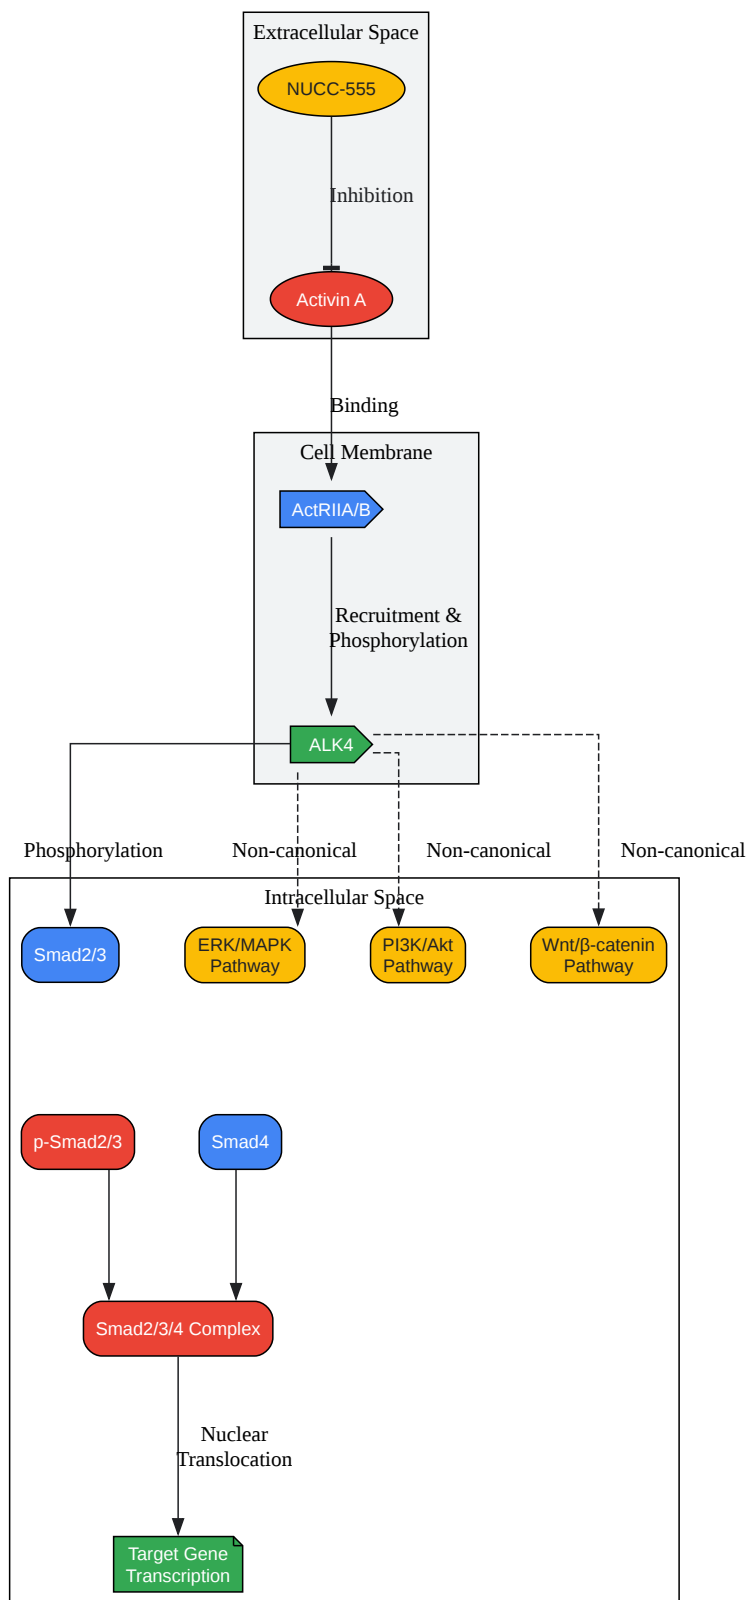 Extracellular Space
NUCC-555
Inhibition
Activin A
Binding
Cell Membrane
ActRIIA/B
Recruitment &
Phosphorylation
ALK4
Phosphorylation
Non-canonical
Non-canonical
Non-canonical
Intracellular Space
Smad2/3
ERK/MAPK
Pathway
PI3K/Akt
Pathway
Wnt/β-catenin
Pathway
p-Smad2/3
Smad4
Smad2/3/4 Complex
Nuclear
Translocation
Target Gene
Transcription